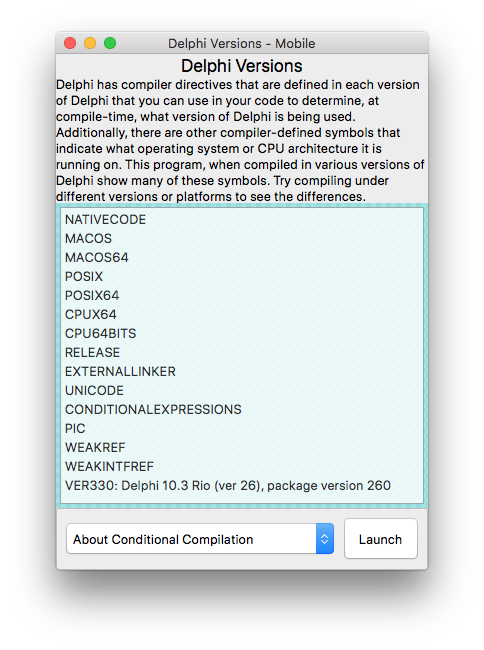 Delphi Versions - Mobile
Delphi Versions
Delphi has compiler directives that are defined in each version
of Delphi that you can use in your code to determine, at
compile-time, what version of Delphi is being used.
Additionally, there are other compiler-defined symbols that
indicate what operating system or CPU architecture it is
running on. This program, when compiled in various versions of
Delphi show many of these symbols. Try compiling under
different versions or platforms to see the differences.
NATIVECODE
MACOS
MACOS64
POSIX
POSIX64
CPUX64
CPU64BITS
RELEASE
EXTERNALLINKER
UNICODE
CONDITIONALEXPRESSIONS
PIC
WEAKREF
WEAKINTFREF
VER330: Delphi 10.3 Rio (ver 26), package version 260
About Conditional Compilation
Launch